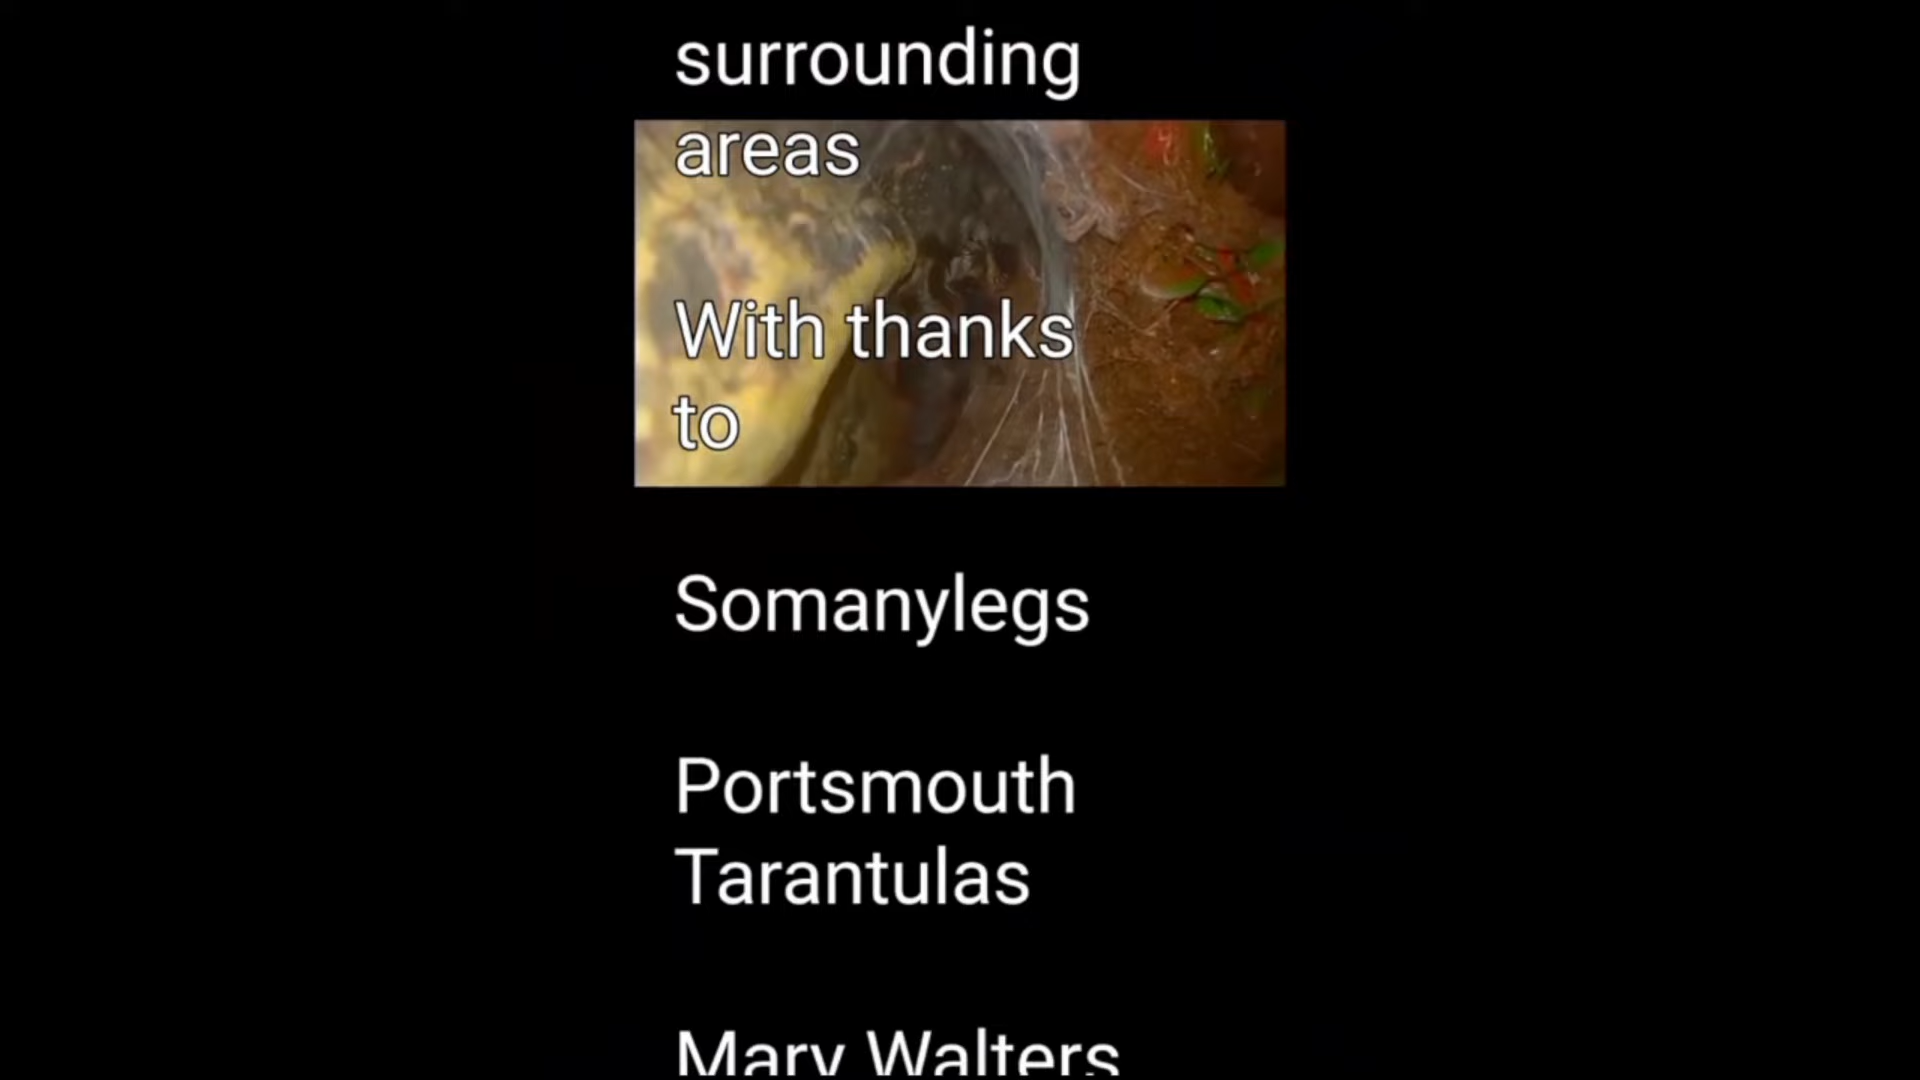 surrounding
areas
With thanks
to
Somanylegs
Portsmouth
Tarantulas
Mary Walters